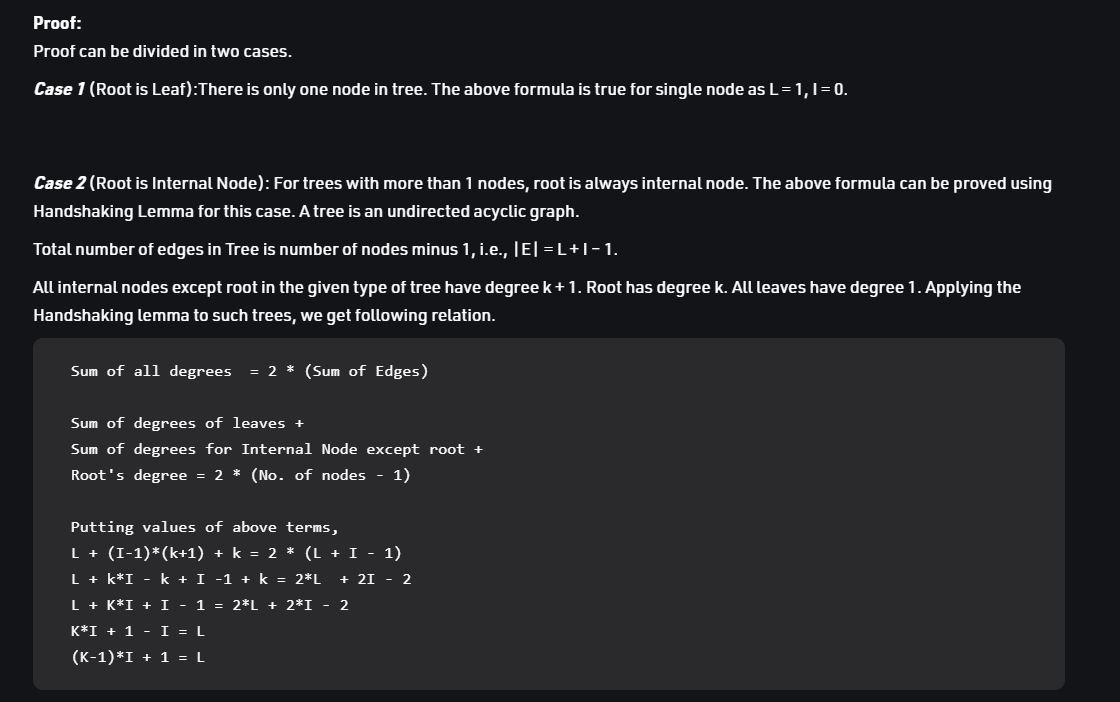 Proof:
Proof can be divided in two cases.
Case 1 (Root is Leaf):There is only one node in tree. The above formula is true for single node as L = 1, I = 0.
Case 2 (Root is Internal Node): For trees with more than 1 nodes, root is always internal node. The above formula can be proved using
Handshaking Lemma for this case. A tree is an undirected acyclic graph.
Total number of edges in Tree is number of nodes minus 1, i.e., |E| = L + I – 1.
All internal nodes except root in the given type of tree have degree k + 1. Root has degree k. All leaves have degree 1. Applying the
Handshaking lemma to such trees, we get following relation.
Sum of all degrees  = 2 * (Sum of Edges)
Sum of degrees of leaves +
Sum of degrees for Internal Node except root +
Root's degree = 2 * (No. of nodes - 1)
Putting values of above terms,
L + (I-1)*(k+1) + k = 2 * (L + I - 1)
L + k*I - k + I -1 + k = 2*L  + 2I - 2
L + K*I + I - 1 = 2*L + 2*I - 2
K*I + 1 - I = L
(K-1)*I + 1 = L